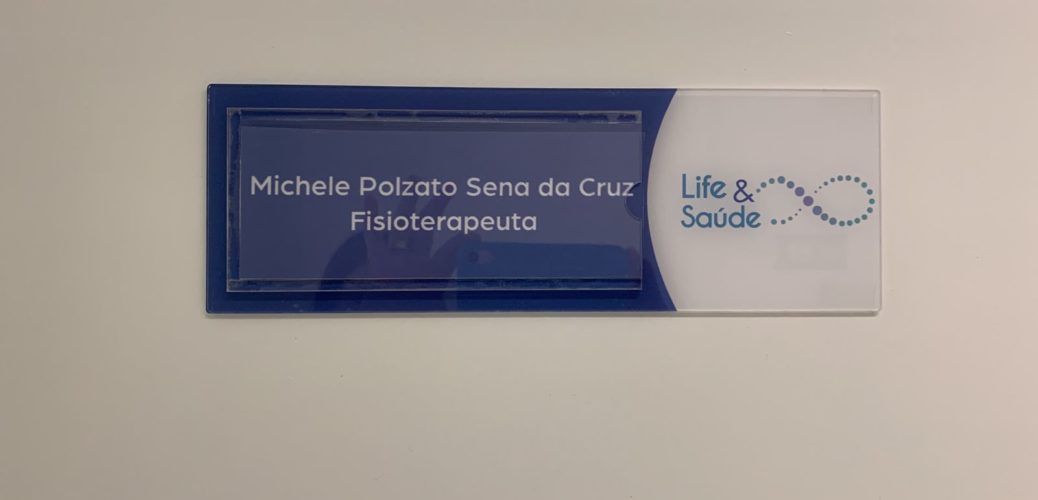 Michele Polzato Sena da Cruz
Fisioterapeuta
Life &
Saúde